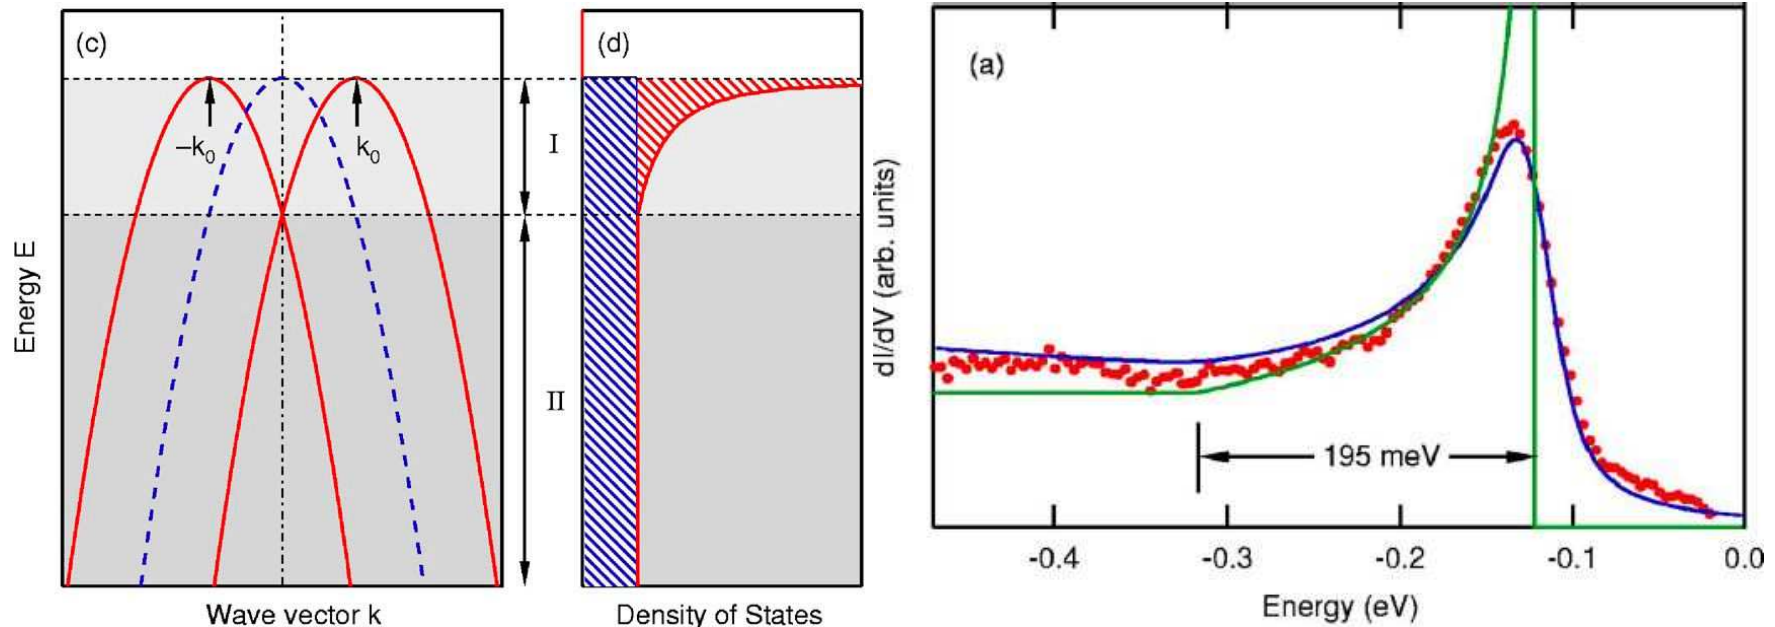 (c)
–k₀
k₀
Energy E
Wave vector k
I
II
(d)
Density of States
(a)
dI/dV (arb. units)
195 meV
-0.4
-0.3
-0.2
-0.1
0.0
Energy (eV)